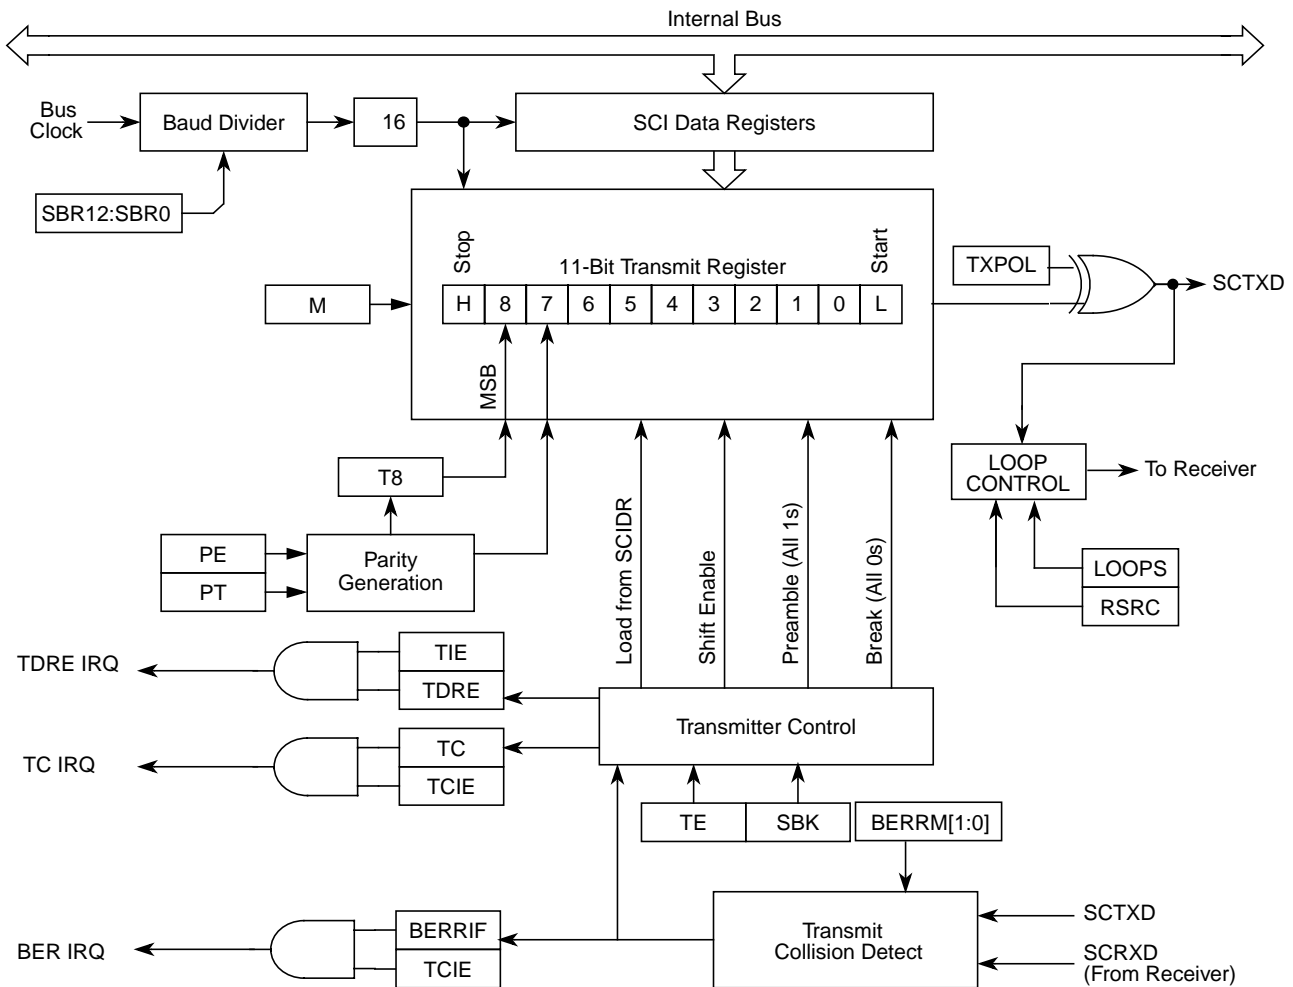 Internal Bus
Bus
Clock
Baud Divider
16
SCI Data Registers
SBR12:SBR0
Stop
11-Bit Transmit Register
Start
M
H 8 7 6 5 4 3 2 1 0 L
TXPOL
SCTXD
MSB
T8
LOOP
CONTROL
To Receiver
PE
PT
Parity
Generation
Load from SCIDR
Shift Enable
Preamble (All 1s)
Break (All 0s)
LOOPS
RSRC
TDRE IRQ
TIE
TDRE
Transmitter Control
TC IRQ
TC
TCIE
TE
SBK
BERRM[1:0]
BER IRQ
BERRIF
TCIE
Transmit
Collision Detect
SCTXD
SCRXD
(From Receiver)